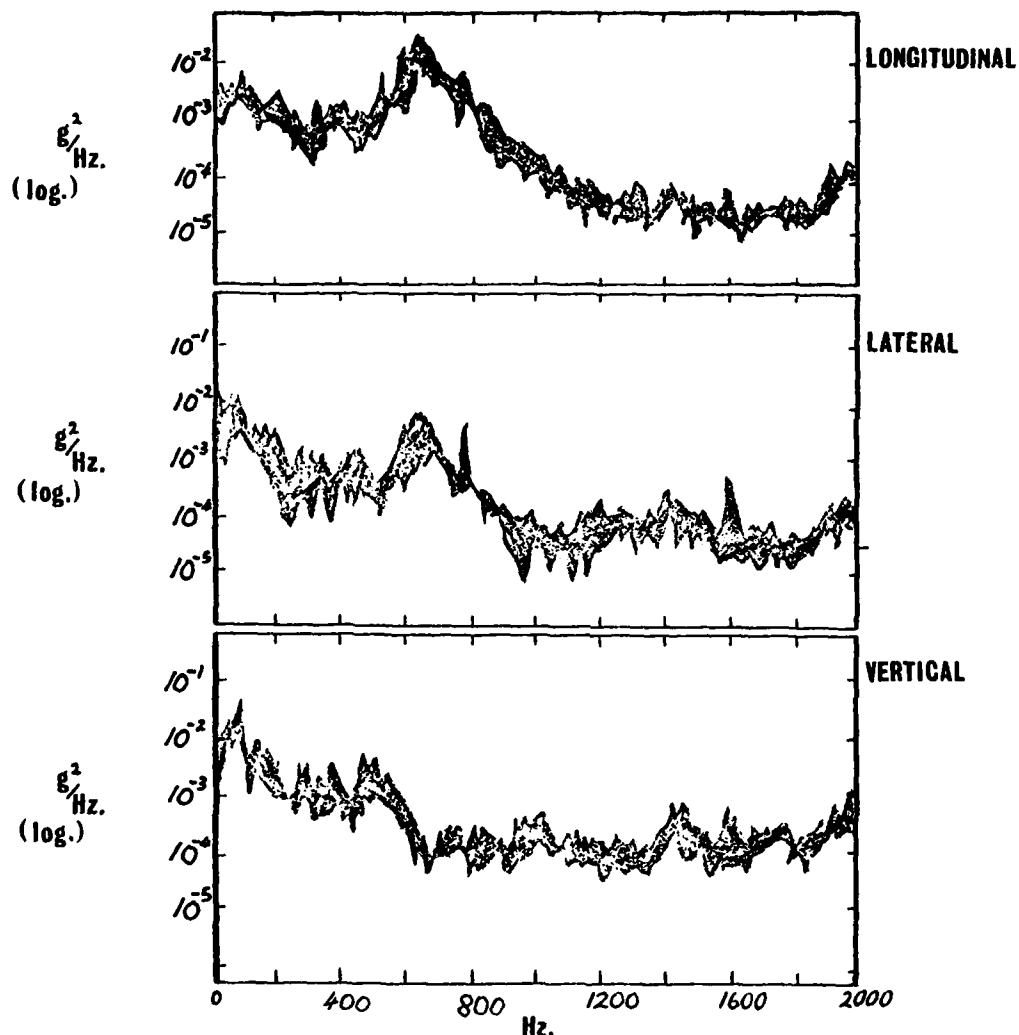 LONGITUDINAL
10⁻²
10⁻³
g²/Hz.
(log.)
10⁻⁴
10⁻⁵
LATERAL
10⁻¹
10⁻²
g²/Hz.
(log.)
10⁻³
10⁻⁴
10⁻⁵
VERTICAL
10⁻¹
10⁻²
g²/Hz.
(log.)
10⁻³
10⁻⁴
10⁻⁵
0 400 800 1200 1600 2000
Hz.